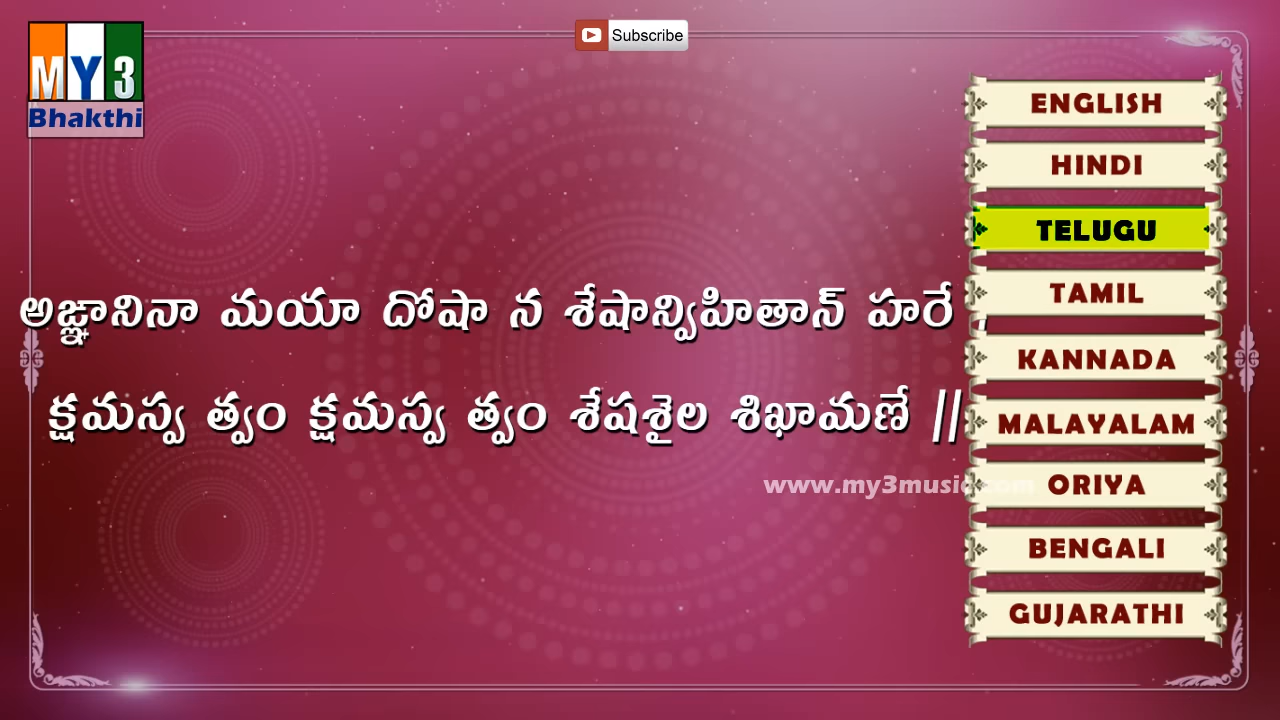 MY3
Bhakthi
Subscribe
అఙ్ఞానినా మయా దోషా న శేషాన్విహితాన్ హరే
క్షమస్వ త్వం క్షమస్వ త్వం శేషశైల శిఖామణే ||
www.my3music.com
ENGLISH
HINDI
TELUGU
TAMIL
KANNADA
MALAYALAM
ORIYA
BENGALI
GUJARATHI